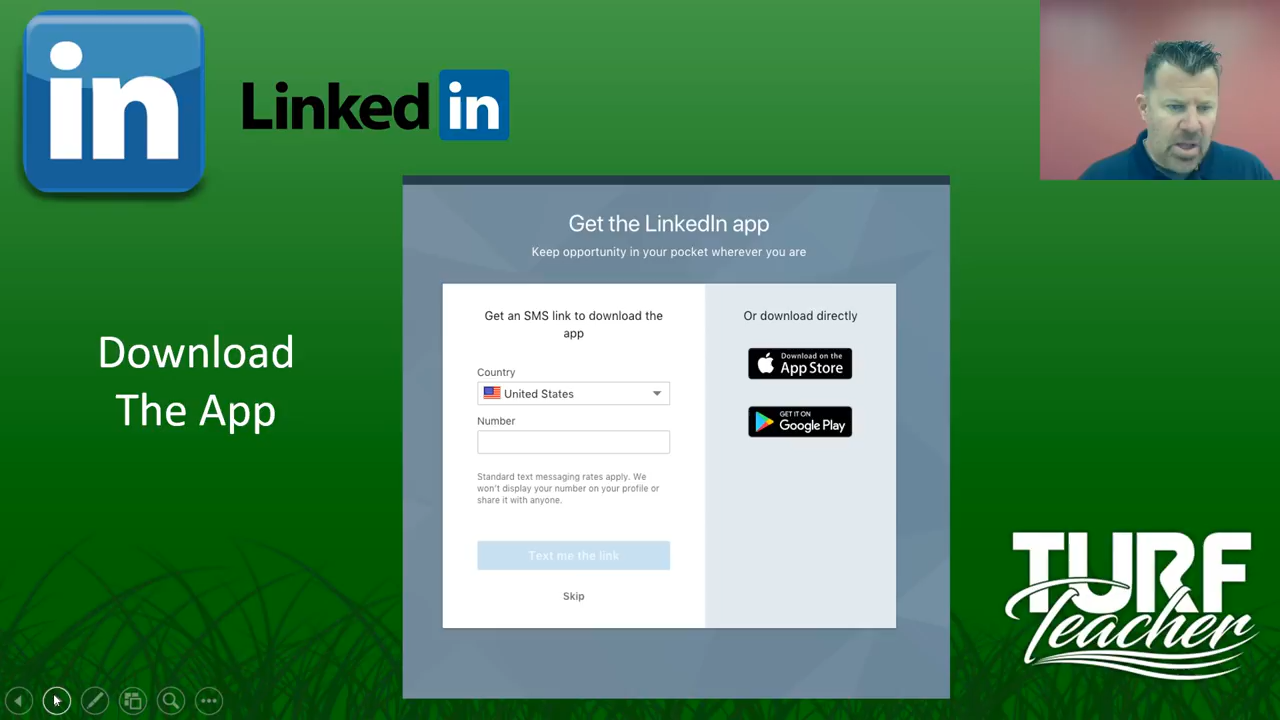 in
Linked in
Get the LinkedIn app
Keep opportunity in your pocket wherever you are
Get an SMS link to download the
app
Country
United States
Number
Standard text messaging rates apply. We
won't display your number on your profile or
share it with anyone.
Text me the link
Skip
Or download directly
Download on the
App Store
GET IT ON
Google Play
Download
The App
TURF
Teacher